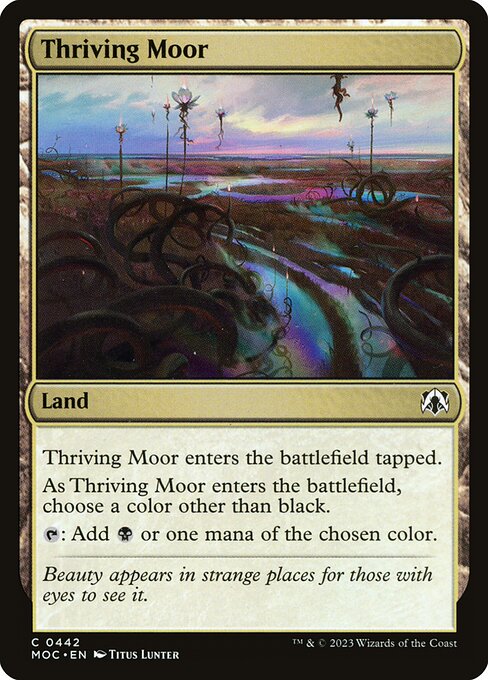 Thriving Moor
Land
Thriving Moor enters the battlefield tapped.
As Thriving Moor enters the battlefield,
choose a color other than black.
: Add or one mana of the chosen color.
Beauty appears in strange places for those with
eyes to see it.
C 0442
MOC • EN Titus Lunter
™ & © 2023 Wizards of the Coast